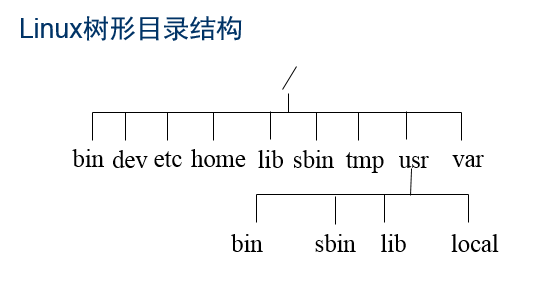 Linux树形目录结构
/
bin dev etc home lib sbin tmp usr var
bin sbin lib local